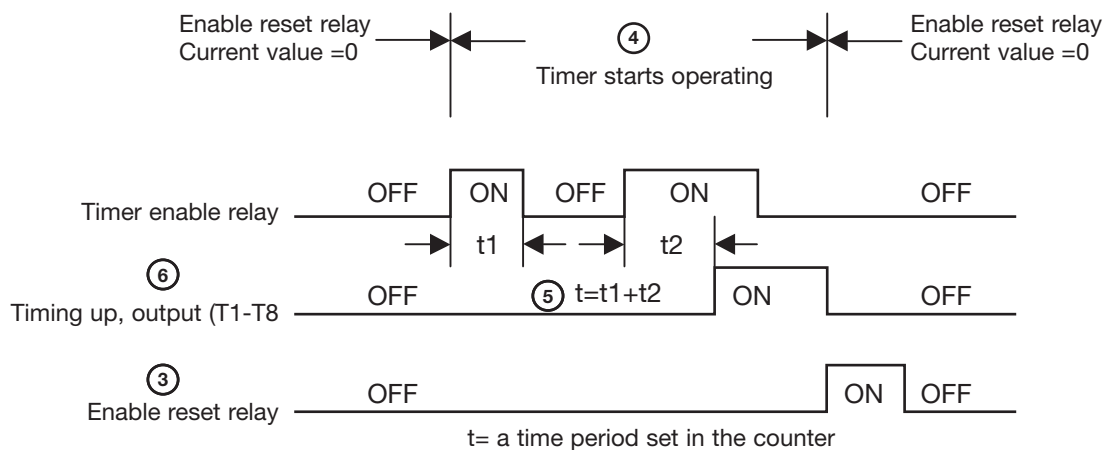 Enable reset relay
Current value =0
4
Timer starts operating
Enable reset relay
Current value =0
Timer enable relay
OFF
ON
OFF
ON
OFF
t1
t2
6
Timing up, output (T1-T8
OFF
5 t=t1+t2
ON
OFF
3
Enable reset relay
OFF
ON
OFF
t= a time period set in the counter